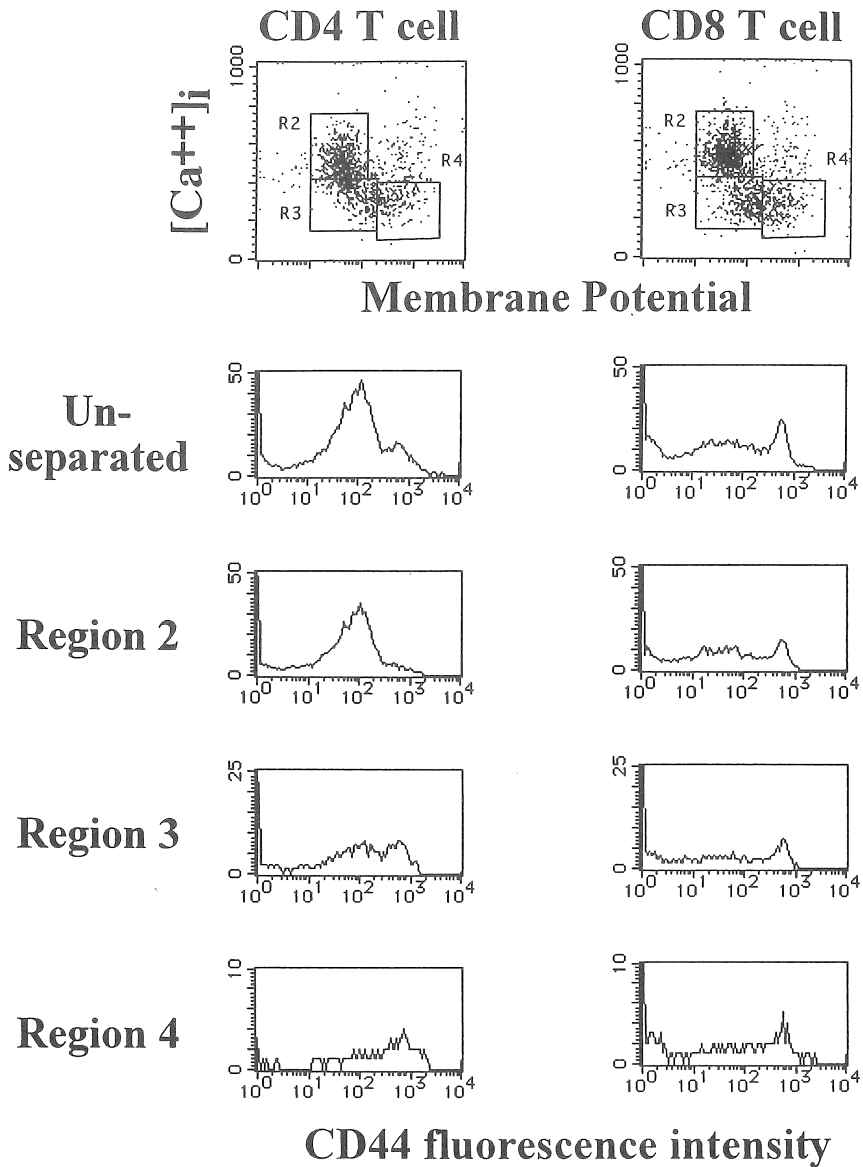 CD4 T cell CD8 T cell
[Ca++]i
1000 1000
R2 R2
R4 R4
R3 R3
0 0
Membrane Potential
Un-
separated
50 50
0 0
10^0 10^1 10^2 10^3 10^4 10^0 10^1 10^2 10^3 10^4
Region 2
50 50
0 0
10^0 10^1 10^2 10^3 10^4 10^0 10^1 10^2 10^3 10^4
Region 3
25 25
0 0
10^0 10^1 10^2 10^3 10^4 10^0 10^1 10^2 10^3 10^4
Region 4
10 10
0 0
10^0 10^1 10^2 10^3 10^4 10^0 10^1 10^2 10^3 10^4
CD44 fluorescence intensity